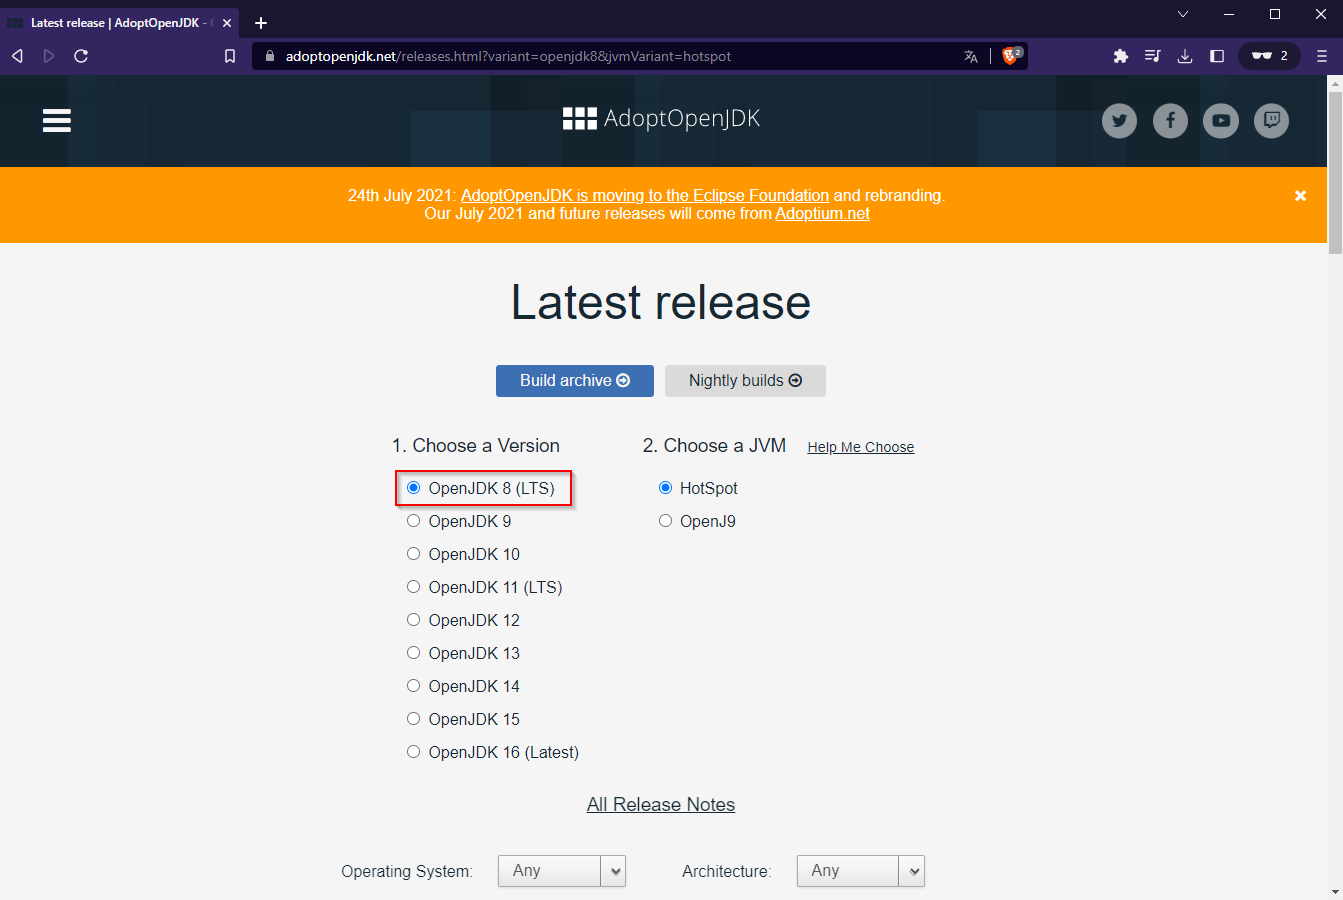 Latest release | AdoptOpenJDK -
adoptopenjdk.net/releases.html?variant=openjdk8&jvmVariant=hotspot
2
2
AdoptOpenJDK
24th July 2021: AdoptOpenJDK is moving to the Eclipse Foundation and rebranding.
Our July 2021 and future releases will come from Adoptium.net
Latest release
Build archive
Nightly builds
1. Choose a Version
OpenJDK 8 (LTS)
OpenJDK 9
OpenJDK 10
OpenJDK 11 (LTS)
OpenJDK 12
OpenJDK 13
OpenJDK 14
OpenJDK 15
OpenJDK 16 (Latest)
2. Choose a JVM Help Me Choose
HotSpot
OpenJ9
All Release Notes
Operating System: Any
Architecture: Any